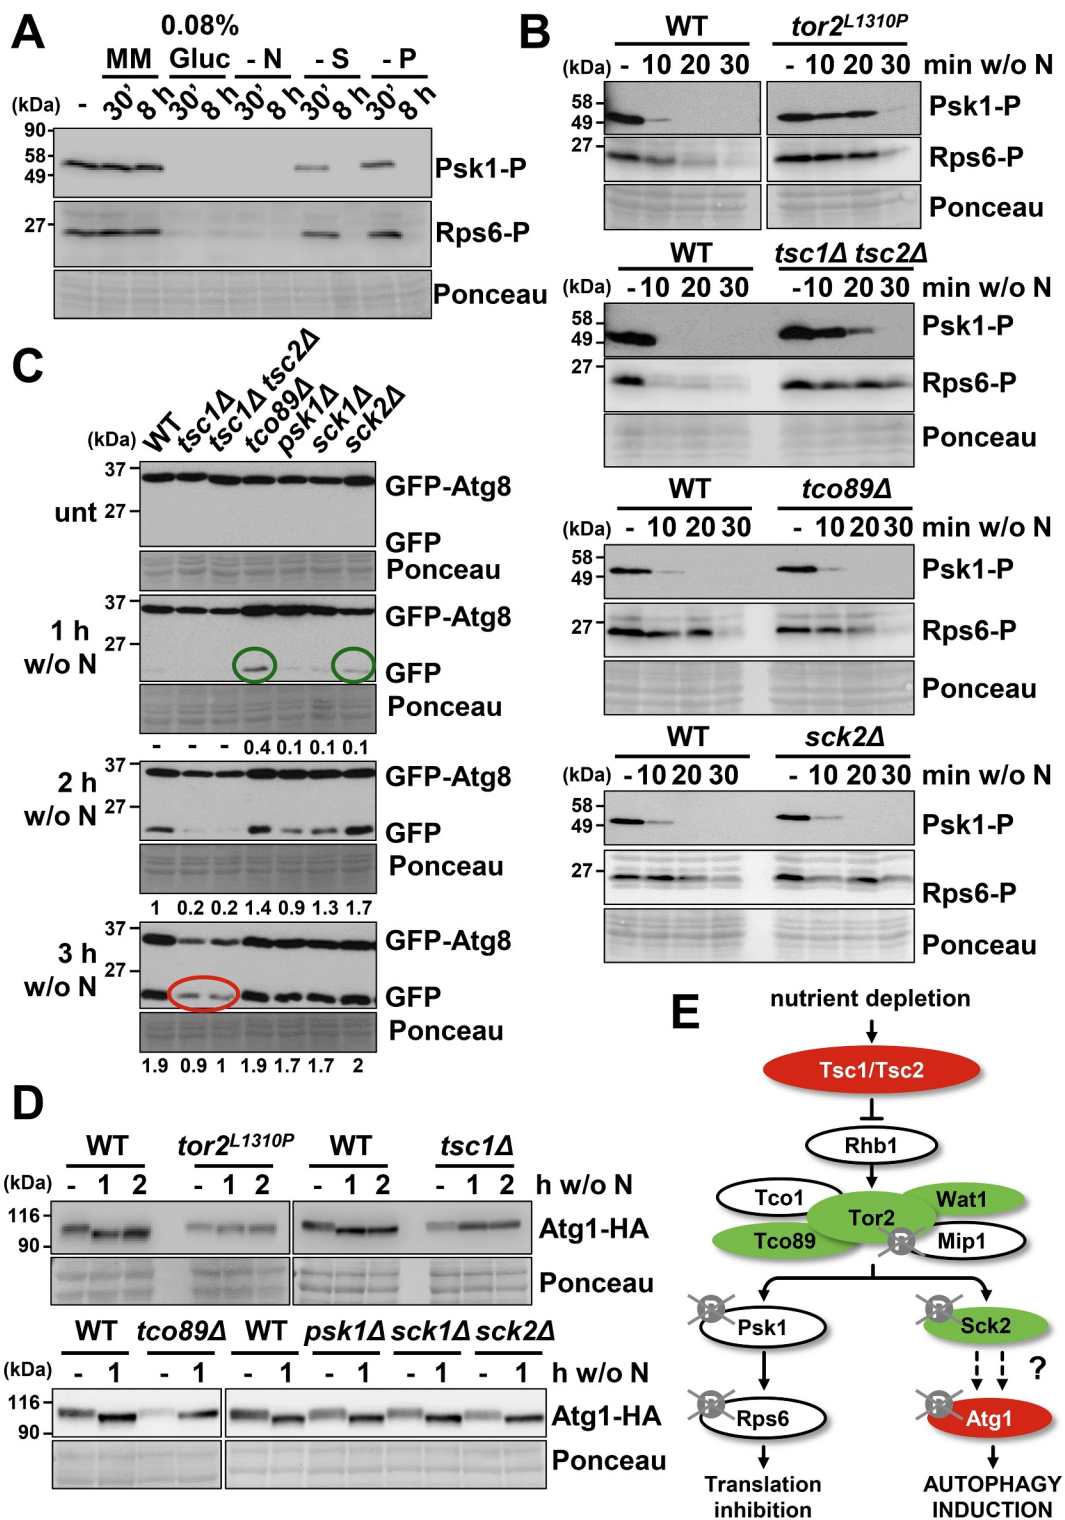 A
0.08%
MM Gluc - N - S - P
(kDa) - 30' 8 h 30' 8 h 30' 8 h 30' 8 h 30' 8 h
90
58
49
Psk1-P
27
Rps6-P
Ponceau
B
WT tor2L1310P
(kDa) - 10 20 30 - 10 20 30 min w/o N
58
49
Psk1-P
27
Rps6-P
Ponceau
WT tsc1Δ tsc2Δ
(kDa) - 10 20 30 - 10 20 30 min w/o N
58
49
Psk1-P
27
Rps6-P
Ponceau
WT tco89Δ
(kDa) - 10 20 30 - 10 20 30 min w/o N
58
49
Psk1-P
27
Rps6-P
Ponceau
WT sck2Δ
(kDa) - 10 20 30 - 10 20 30 min w/o N
58
49
Psk1-P
27
Rps6-P
Ponceau
C
(kDa) WT tsc1Δ tsc1Δ tsc2Δ tco89Δ psk1Δ sck1Δ sck2Δ
37
GFP-Atg8
unt 27
GFP
Ponceau
37
GFP-Atg8
1 h
w/o N
27
GFP
Ponceau
- - - 0.4 0.1 0.1 0.1
37
GFP-Atg8
2 h
w/o N
27
GFP
Ponceau
1 0.2 0.2 1.4 0.9 1.3 1.7
37
GFP-Atg8
3 h
w/o N
27
GFP
Ponceau
1.9 0.9 1 1.9 1.7 1.7 2
D
WT tor2L1310P WT tsc1Δ
(kDa) - 1 2 - 1 2 - 1 2 - 1 2 h w/o N
116
90
Atg1-HA
Ponceau
WT tco89Δ WT psk1Δ sck1Δ sck2Δ
(kDa) - 1 - 1 - 1 - 1 - 1 - 1 h w/o N
116
90
Atg1-HA
Ponceau
E
nutrient depletion
Tsc1/Tsc2
Rhb1
Tco1 Tor2 Wat1
Tco89 P Mip1
P Psk1 P Sck2
?
P Rps6 P Atg1
Translation
inhibition
AUTOPHAGY
INDUCTION